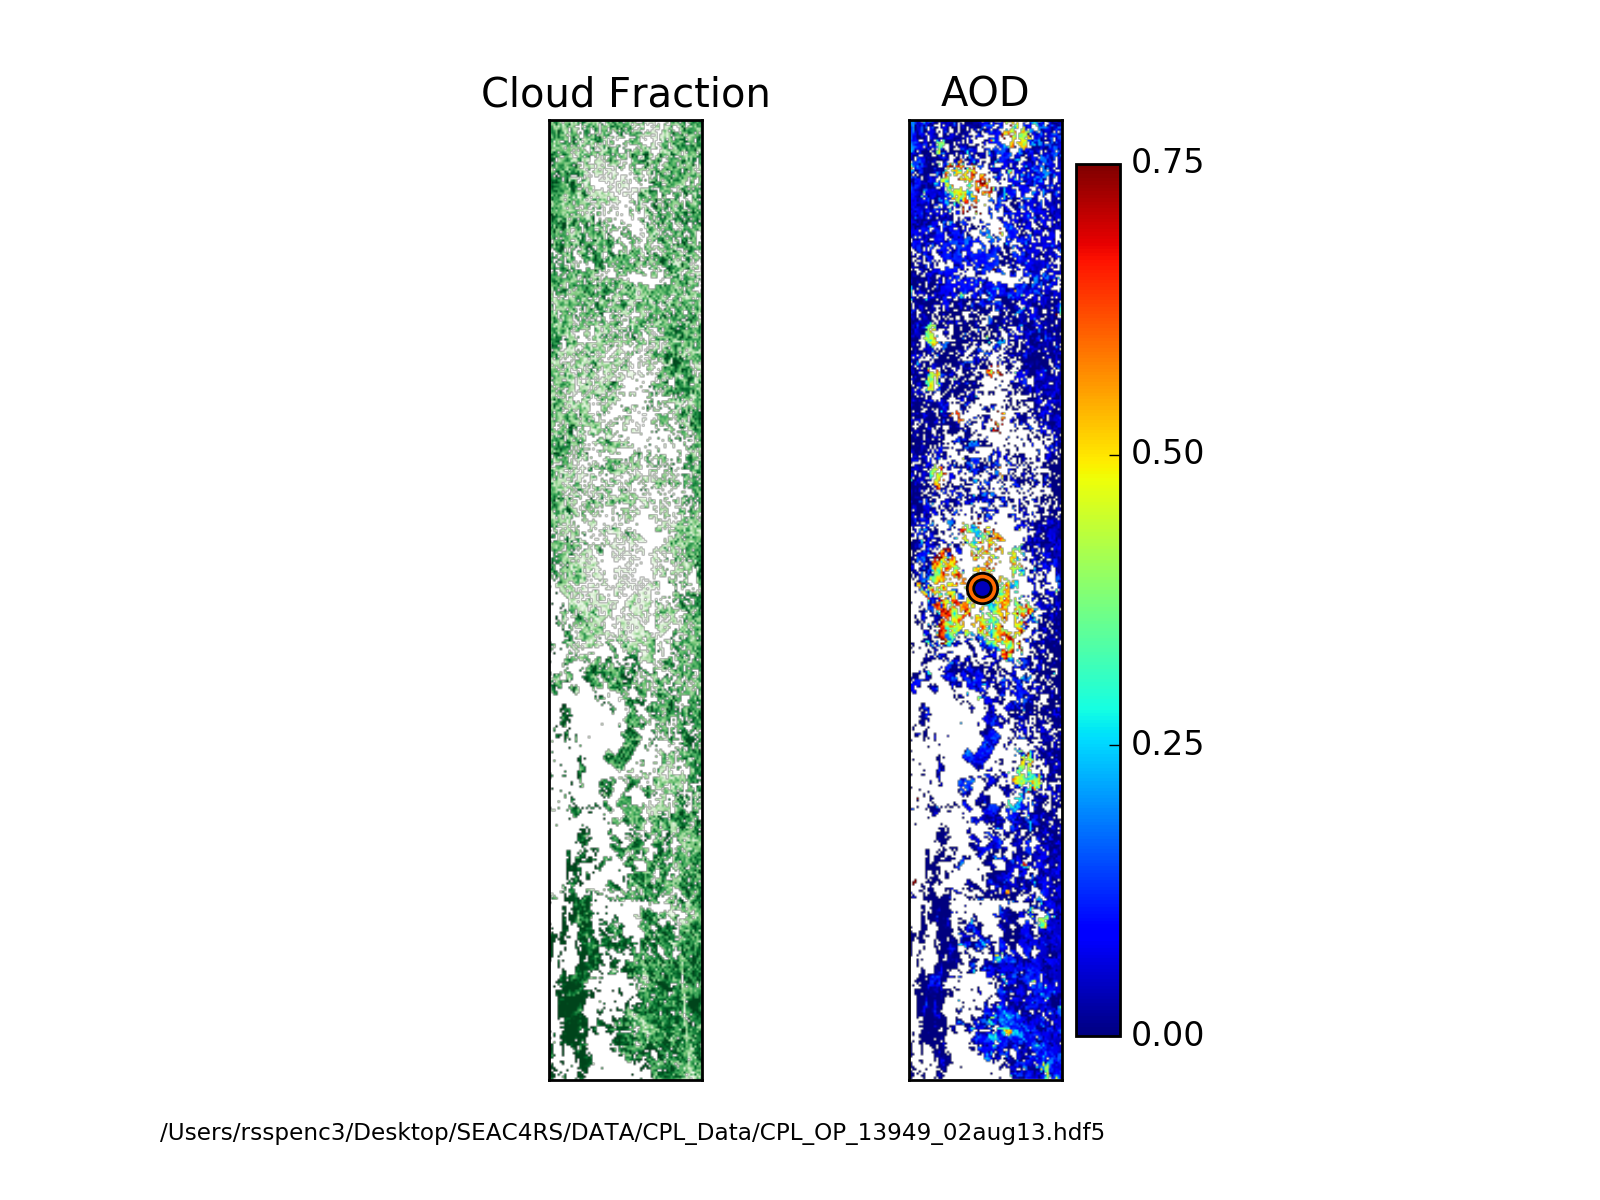 Cloud Fraction
AOD
0.75
0.50
0.25
0.00
/Users/rsspenc3/Desktop/SEAC4RS/DATA/CPL_Data/CPL_OP_13949_02aug13.hdf5